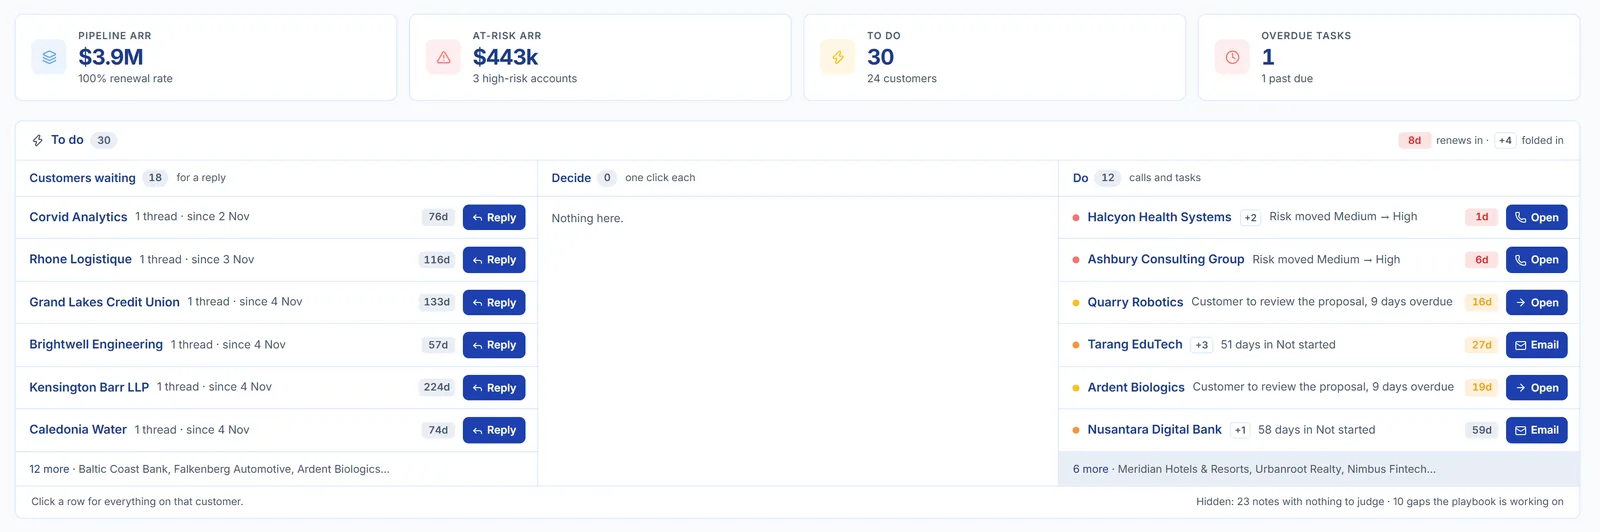 PIPELINE ARR
$3.9M
100% renewal rate
AT-RISK ARR
$443k
3 high-risk accounts
TO DO
30
24 customers
OVERDUE TASKS
1
1 past due
To do 30
8d renews in · +4 folded in
Customers waiting 18 for a reply
Corvid Analytics 1 thread · since 2 Nov 76d Reply
Rhone Logistique 1 thread · since 3 Nov 116d Reply
Grand Lakes Credit Union 1 thread · since 4 Nov 133d Reply
Brightwell Engineering 1 thread · since 4 Nov 57d Reply
Kensington Barr LLP 1 thread · since 4 Nov 224d Reply
Caledonia Water 1 thread · since 4 Nov 74d Reply
12 more · Baltic Coast Bank, Falkenberg Automotive, Ardent Biologics...
Decide 0 one click each
Nothing here.
Do 12 calls and tasks
Halcyon Health Systems +2 Risk moved Medium → High 1d Open
Ashbury Consulting Group Risk moved Medium → High 6d Open
Quarry Robotics Customer to review the proposal, 9 days overdue 16d Open
Tarang EduTech +3 51 days in Not started 27d Email
Ardent Biologics Customer to review the proposal, 9 days overdue 19d Open
Nusantara Digital Bank +1 58 days in Not started 59d Email
6 more · Meridian Hotels & Resorts, Urbanroot Realty, Nimbus Fintech...
Click a row for everything on that customer.
Hidden: 23 notes with nothing to judge · 10 gaps the playbook is working on